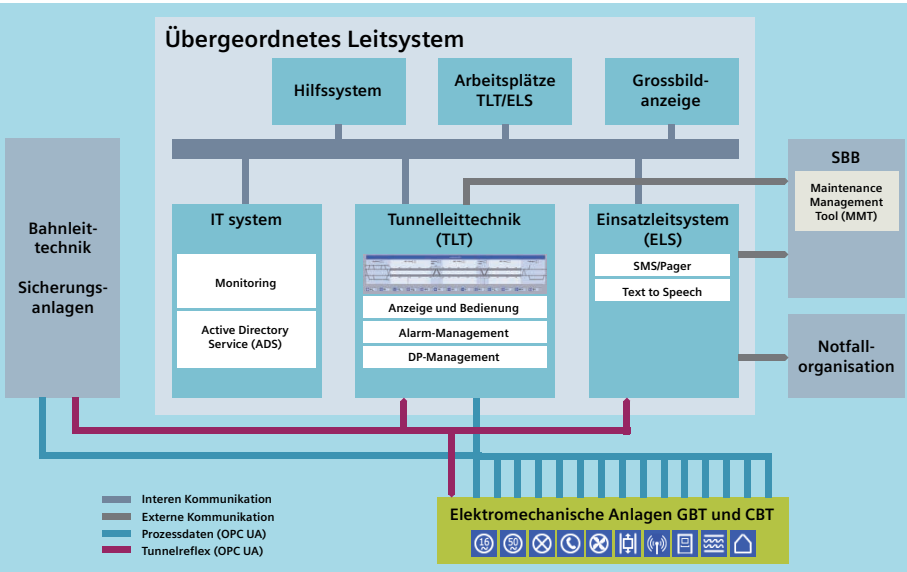 Übergeordnetes Leitsystem
Hilfssystem
Arbeitsplätze
TLT/ELS
Grossbild-
anzeige
Bahnleit-
technik
Sicherungs-
anlagen
IT system
Monitoring
Active Directory
Service (ADS)
Tunnelleittechnik
(TLT)
Anzeige und Bedienung
Alarm-Management
DP-Management
Einsatzleitsystem
(ELS)
SMS/Pager
Text to Speech
SBB
Maintenance
Management
Tool (MMT)
Notfall-
organisation
Interen Kommunikation
Externe Kommunikation
Prozessdaten (OPC UA)
Tunnelreflex (OPC UA)
Elektromechanische Anlagen GBT und CBT
16
50